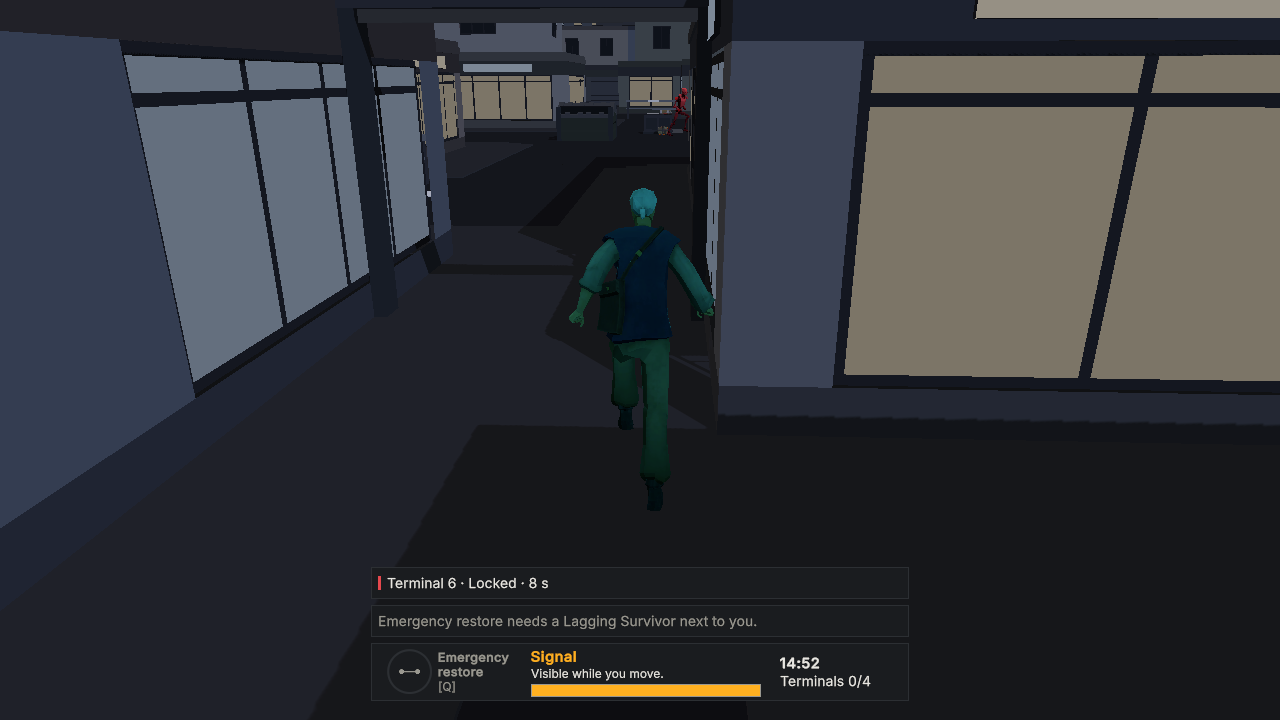 Terminal 6 · Locked · 8 s
Emergency restore needs a Lagging Survivor next to you.
Emergency
restore
[Q]
Signal
Visible while you move.
14:52
Terminals 0/4